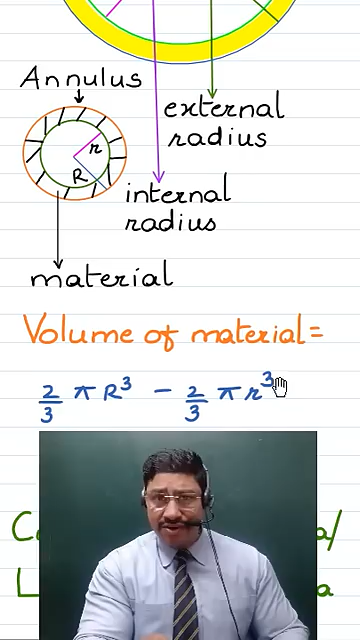 Annulus
external
radius
r
R
internal
radius
material
Volume of material =
2/3 π R³ − 2/3 π r³